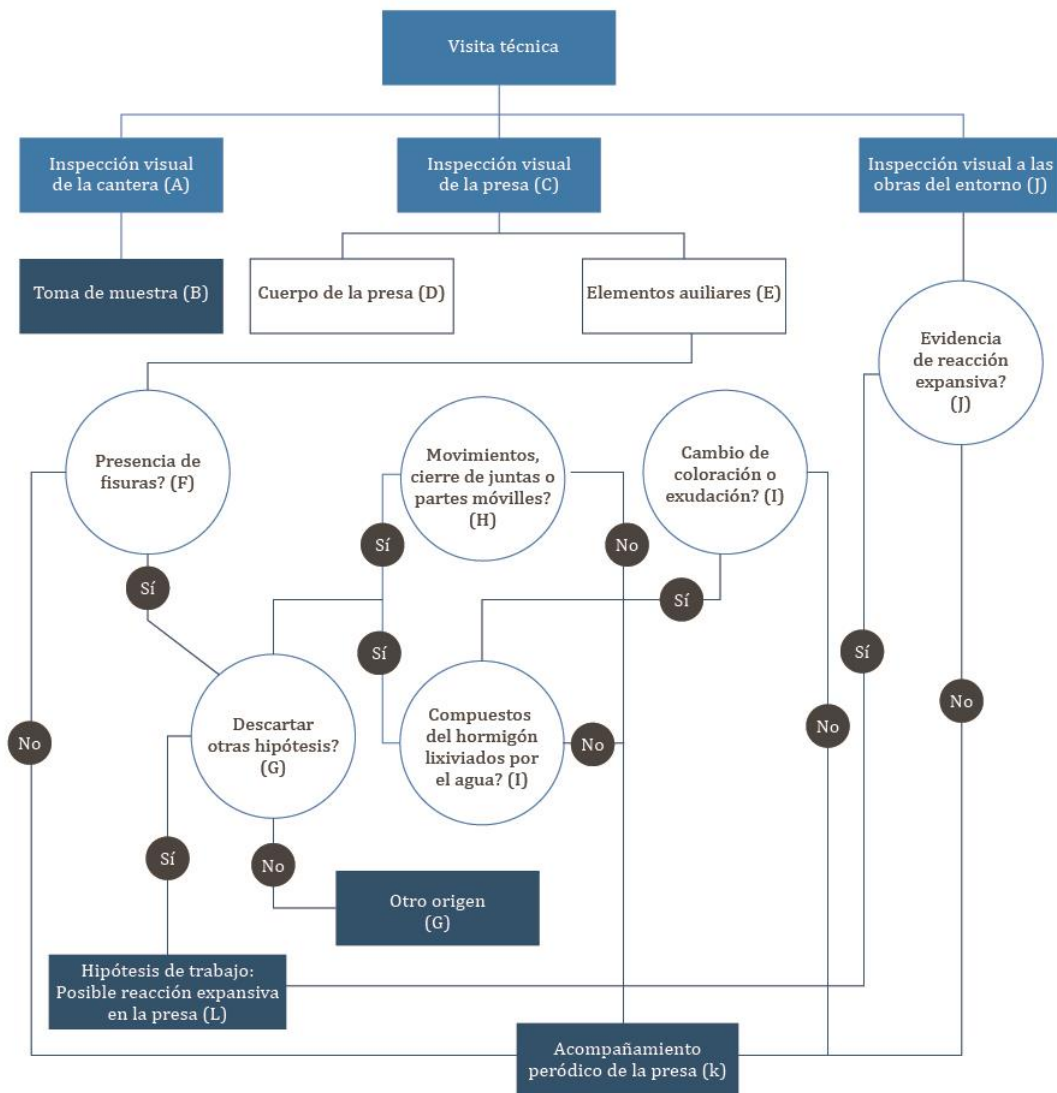 Visita técnica
Inspección visual
de la cantera (A)
Inspección visual
de la presa (C)
Inspección visual a las
obras del entorno (J)
Toma de muestra (B)
Cuerpo de la presa (D)
Elementos auiliares (E)
Evidencia
de reacción
expansiva?
(J)
Presencia de
fisuras? (F)
Movimientos,
cierre de juntas o
partes móvilles?
(H)
Cambio de
coloración o
exudación? (I)
Sí
No
Sí
Sí
Sí
Sí
No
Descartar
otras hipótesis?
(G)
Compuestos
del hormigón
lixiviados por
el agua? (I)
No
No
No
Sí
No
Otro origen
(G)
Hipótesis de trabajo:
Posible reacción expansiva
en la presa (L)
Acompañamiento
peródico de la presa (k)